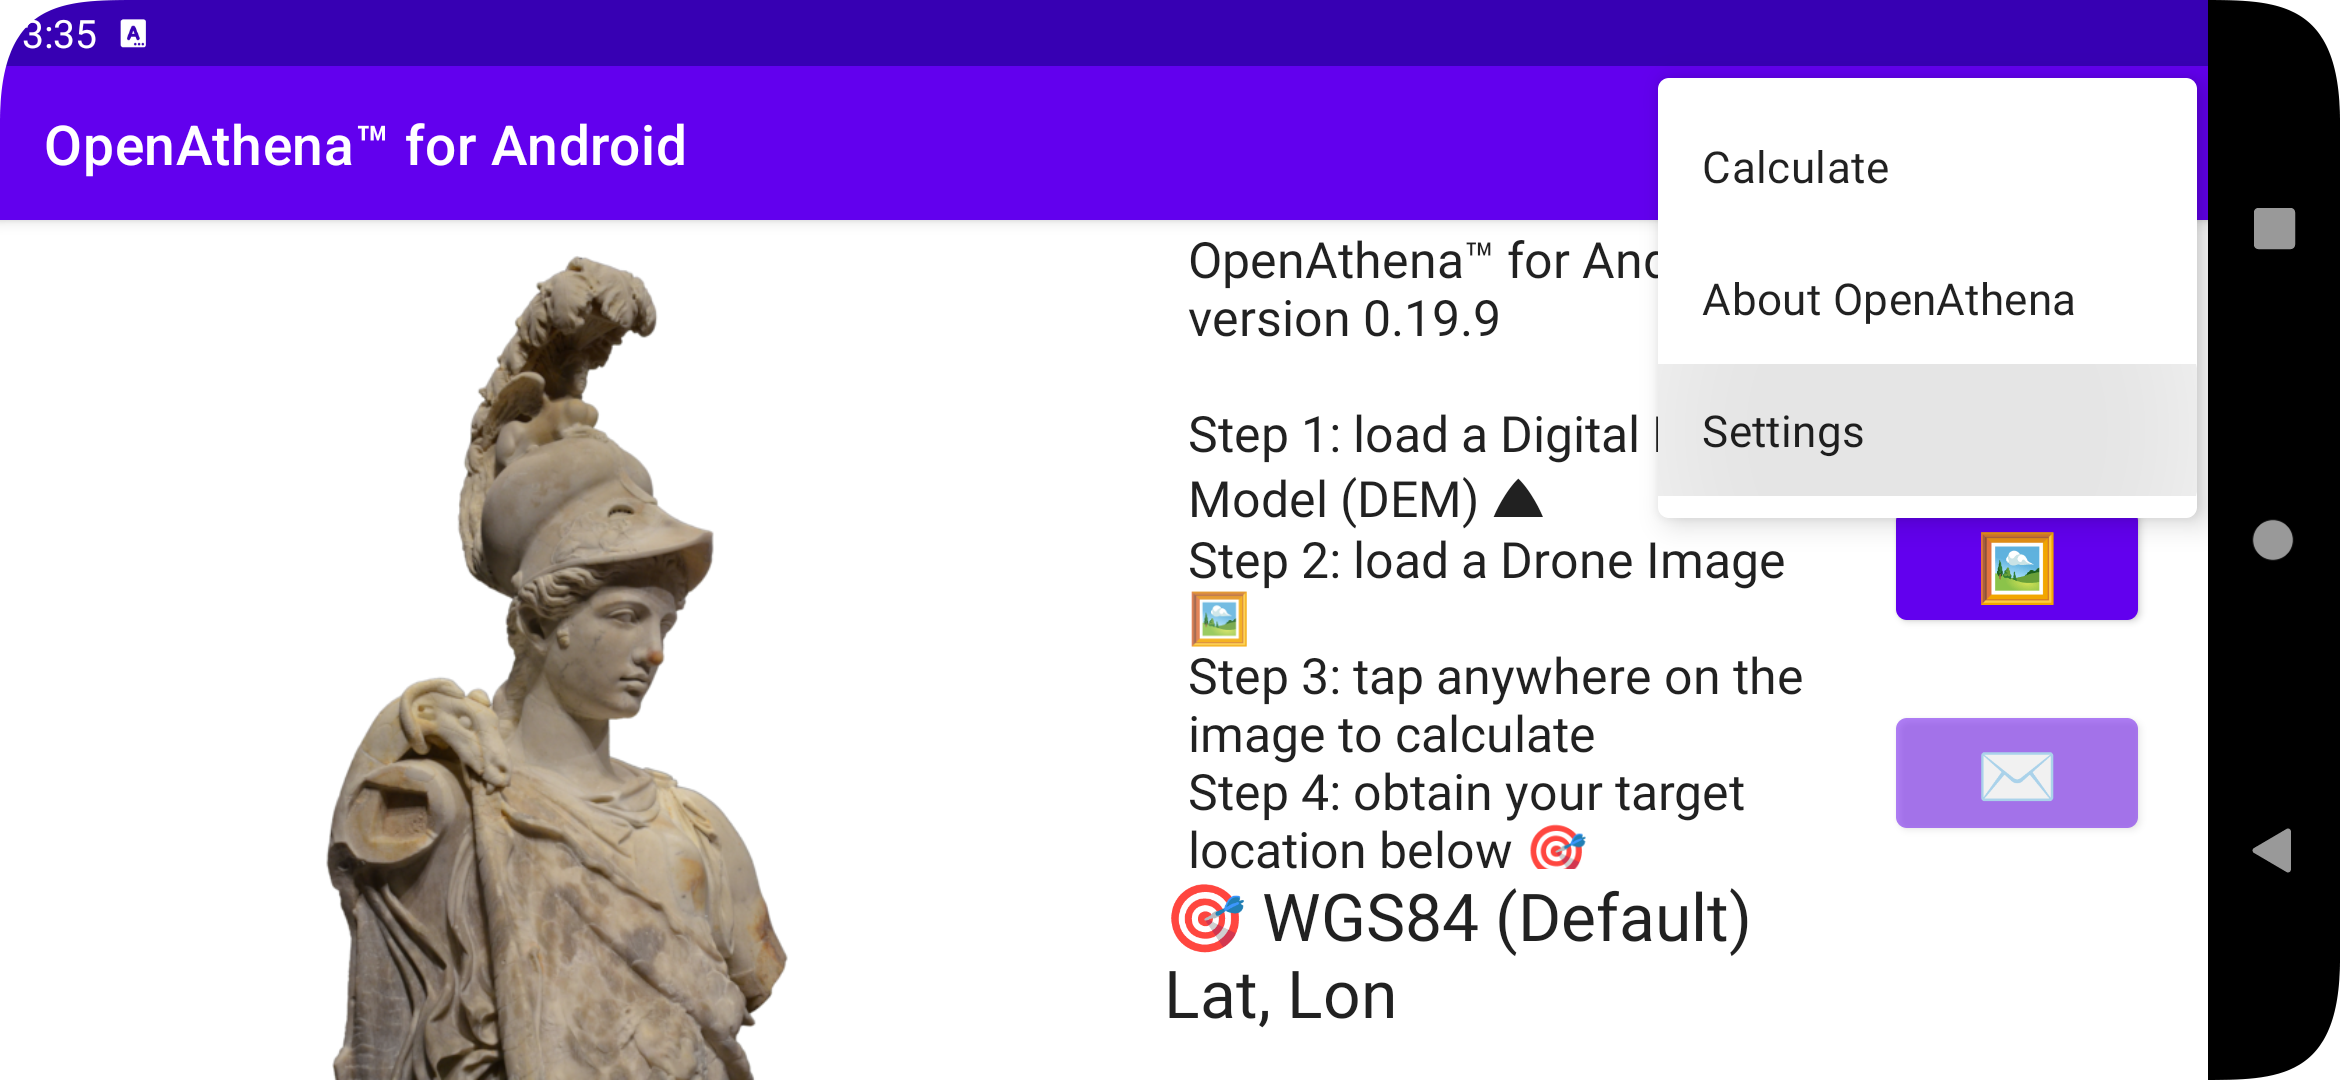 3:35
OpenAthena™ for Android
Calculate
About OpenAthena
Settings
OpenAthena™ for And
version 0.19.9
Step 1: load a Digital
Model (DEM)
Step 2: load a Drone Image
Step 3: tap anywhere on the
image to calculate
Step 4: obtain your target
location below 🎯
🎯 WGS84 (Default)
Lat, Lon